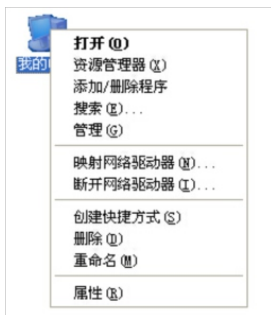 我的电
打开(O)
资源管理器(X)
添加/删除程序
搜索(E)...
管理(G)
映射网络驱动器(N)...
断开网络驱动器(I)...
创建快捷方式(S)
删除(D)
重命名(M)
属性(R)